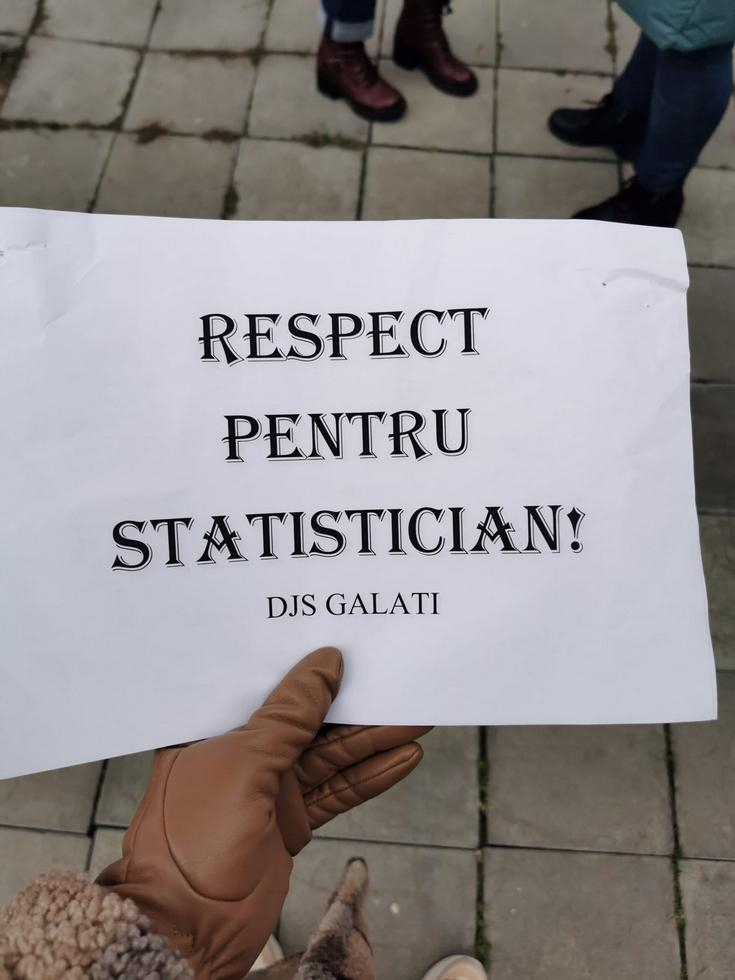 RESPECT
PENTRU
STATISTICIAN!
DJS GALATI